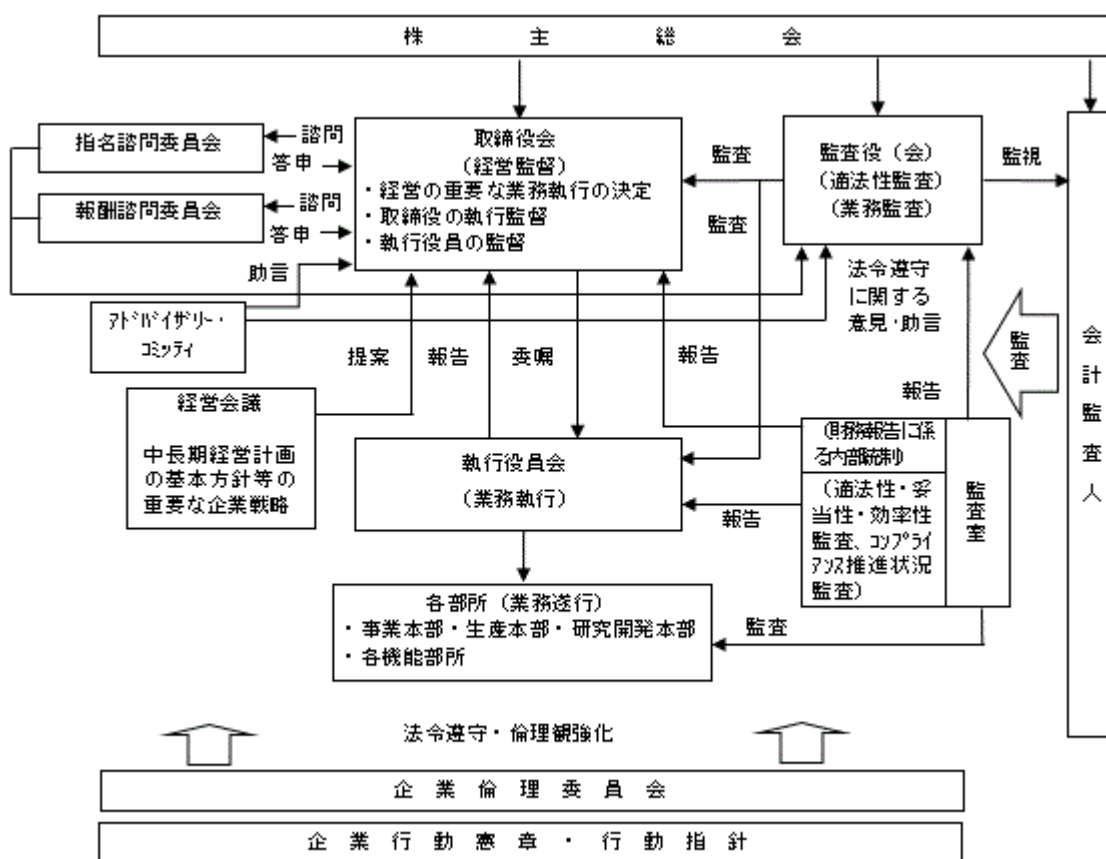 株主総会
指名諮問委員会
諮問
答申
報酬諮問委員会
諮問
答申
助言
取締役会
(経営監督)
・経営の重要な業務執行の決定
・取締役の執行監督
・執行役員の監督
監査
監査
監査役(会)
(適法性監査)
(業務監査)
監視
法令遵守
に関する
意見・助言
アドバイザリー・
コミッティ
提案
報告
委嘱
報告
監査
報告
会計監査人
経営会議
中長期経営計画
の基本方針等の
重要な企業戦略
執行役員会
(業務執行)
報告
(財務報告に係
る内部統制)
(適法性・妥
当性・効率性
監査、コンプライ
アンス推進状況
監査)
監査室
各部所(業務遂行)
・事業本部・生産本部・研究開発本部
・各機能部所
監査
法令遵守・倫理観強化
企業倫理委員会
企業行動憲章・行動指針